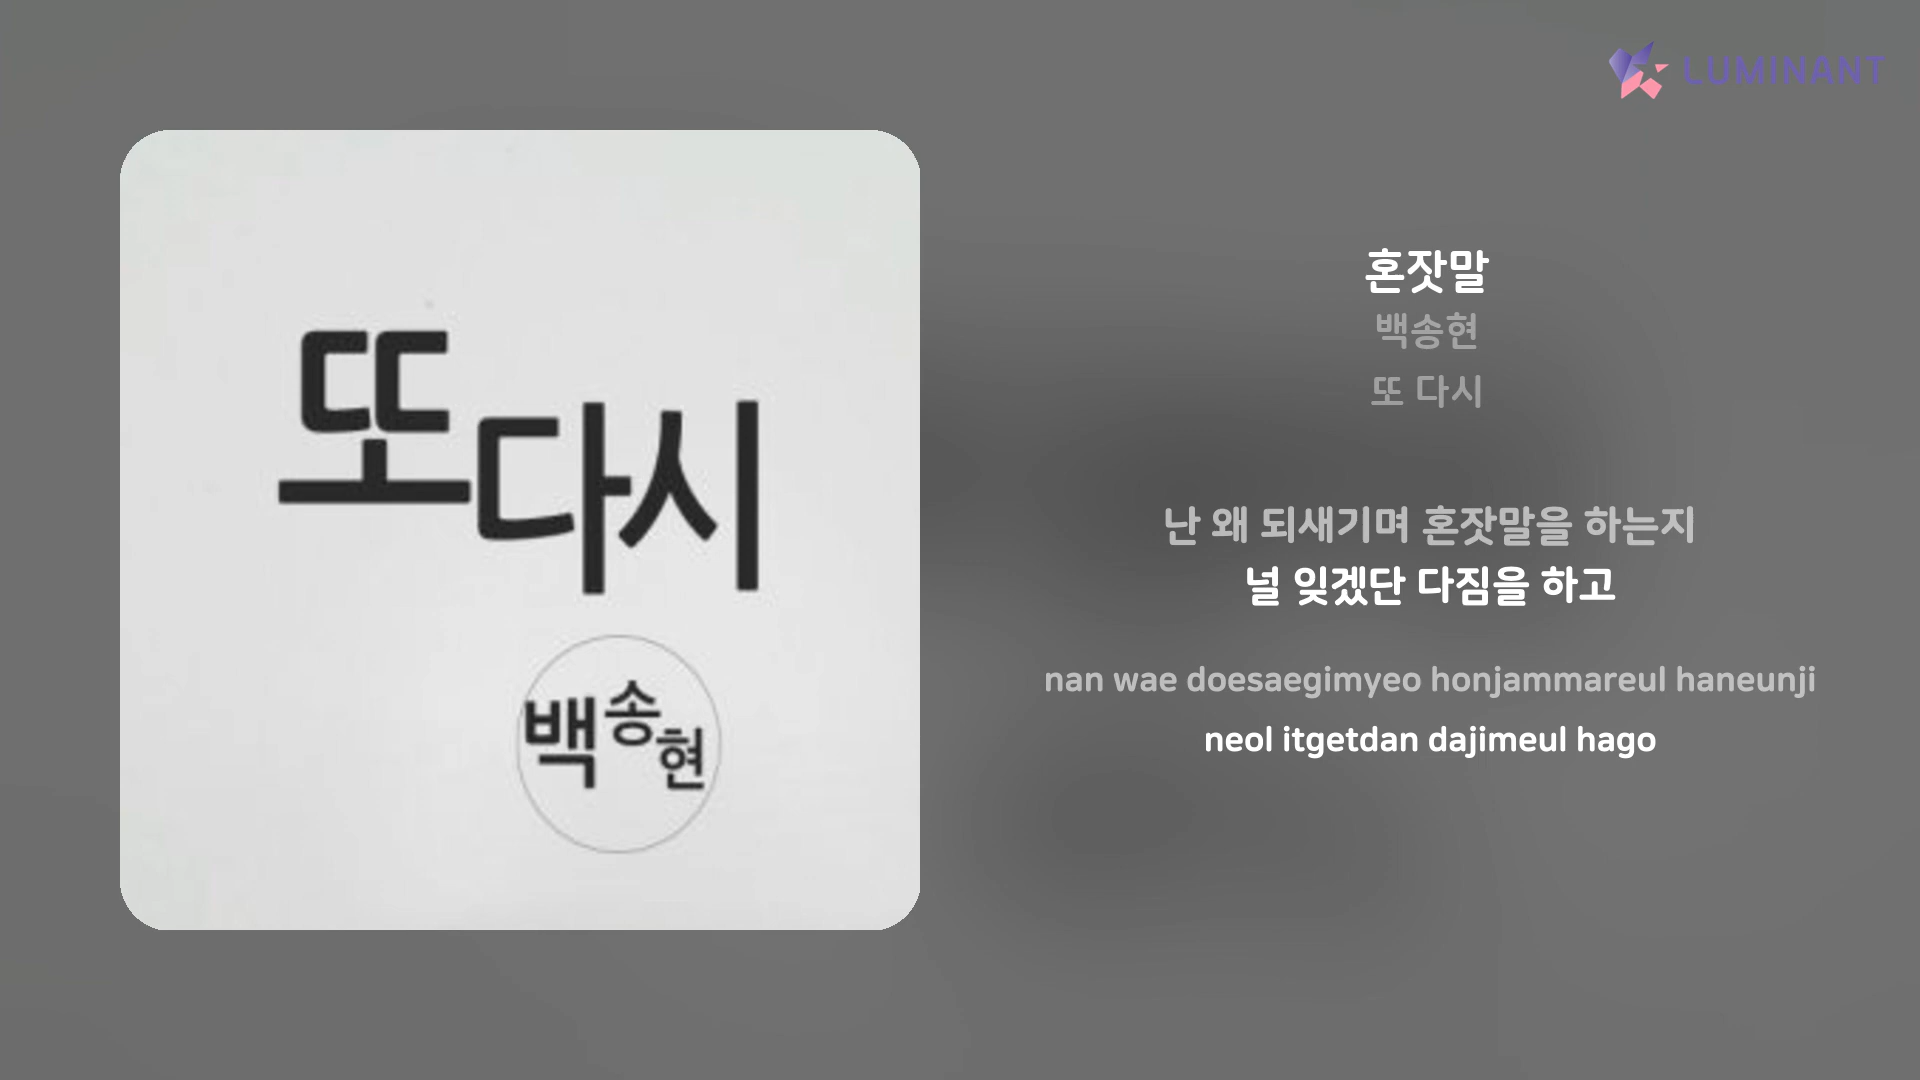 또다시
백송현
LUMINANT
혼잣말
백송현
또 다시
난 왜 되새기며 혼잣말을 하는지
널 잊겠단 다짐을 하고
nan wae doesaegimyeo honjammareul haneunji
neol itgetdan dajimeul hago